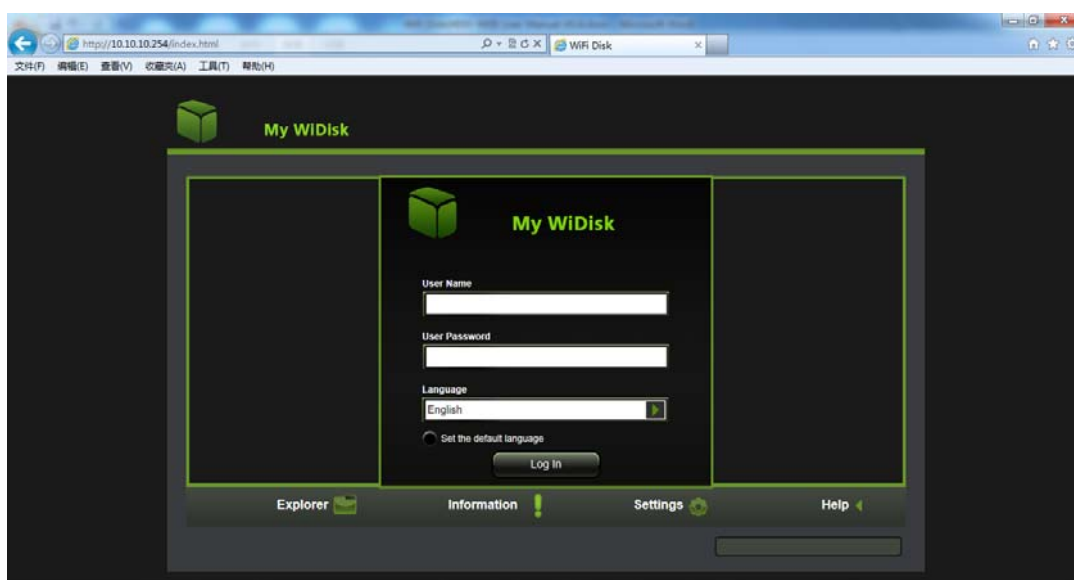 http://10.10.10.254/index.html
WiFi Disk
文件(F) 编辑(E) 查看(V) 收藏夹(A) 工具(T) 帮助(H)
My WiDisk
My WiDisk
User Name
User Password
Language
English
Set the default language
Log In
Explorer Information Settings Help